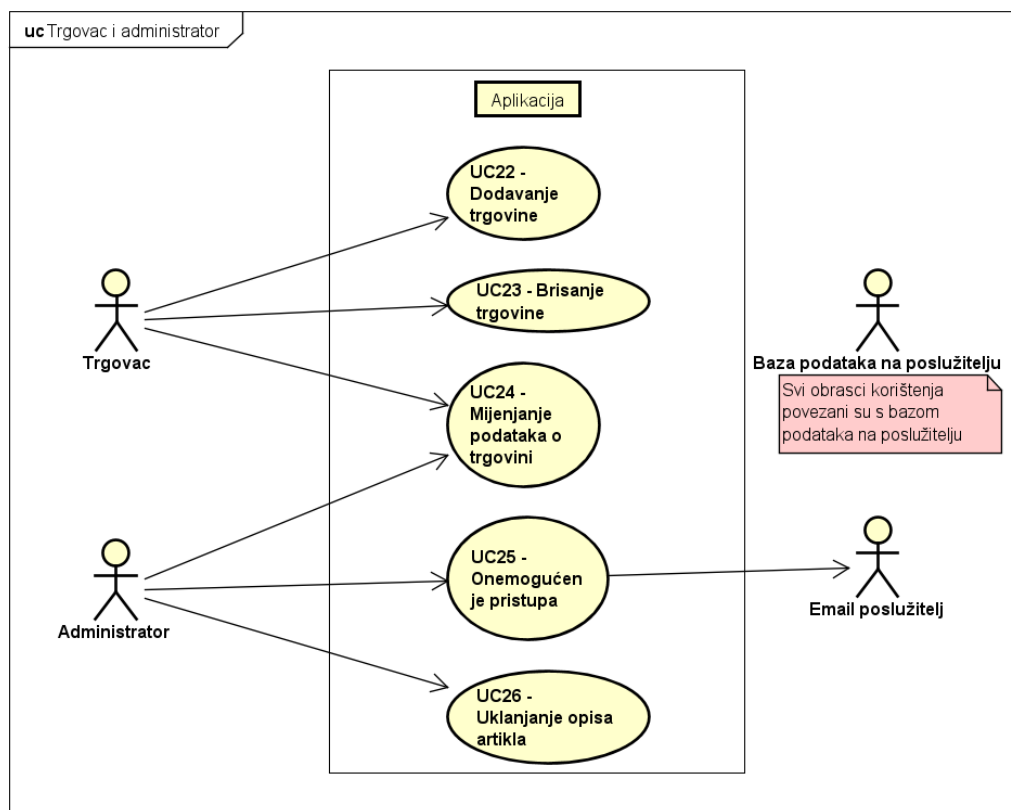 uc Trgovac i administrator
Aplikacija
UC22 -
Dodavanje
trgovine
UC23 - Brisanje
trgovine
Trgovac
Baza podataka na poslužitelju
Svi obrasci korištenja
povezani su s bazom
podataka na poslužitelju
UC24 -
Mijenjanje
podataka o
trgovini
UC25 -
Onemogućen
je pristupa
Administrator
Email poslužitelj
UC26 -
Uklanjanje opisa
artikla